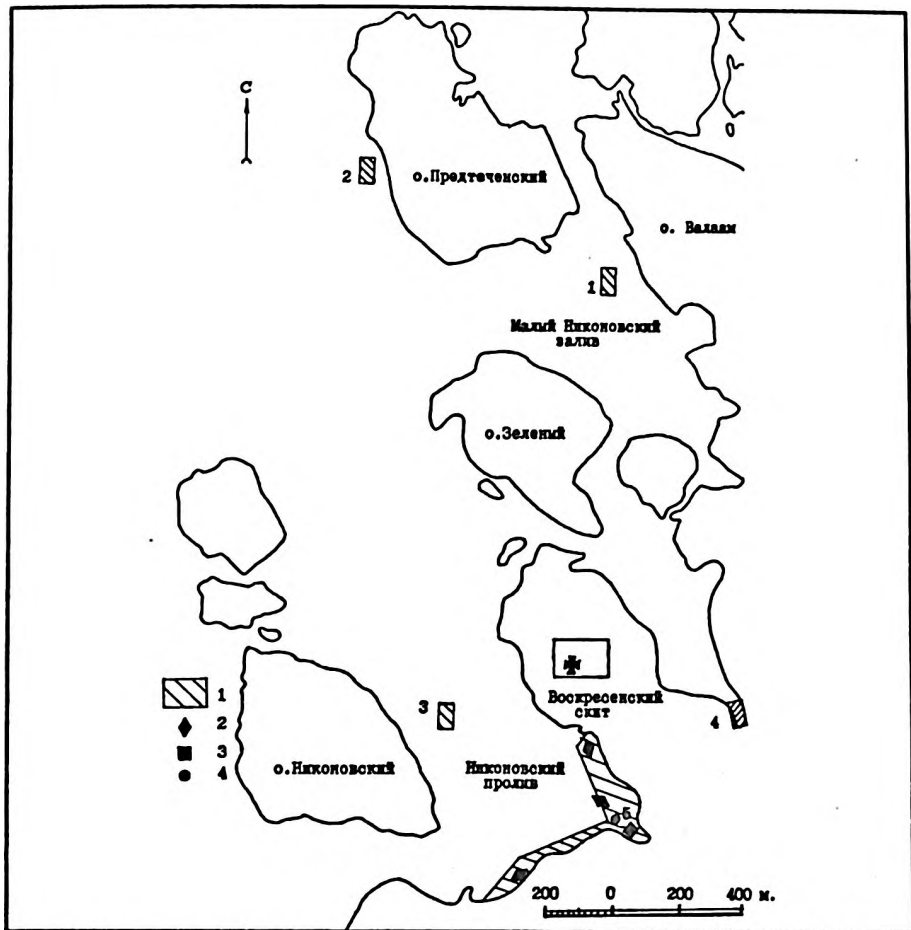 С
2
о.Предтеченский
о. Валаам
1
Малый Никоновский
залив
о.Зеленый
1
2
3
4
3
Воскресенский
скит
4
о.Никоновский
Никоновский
пролив
5
200 0 200 400 м.